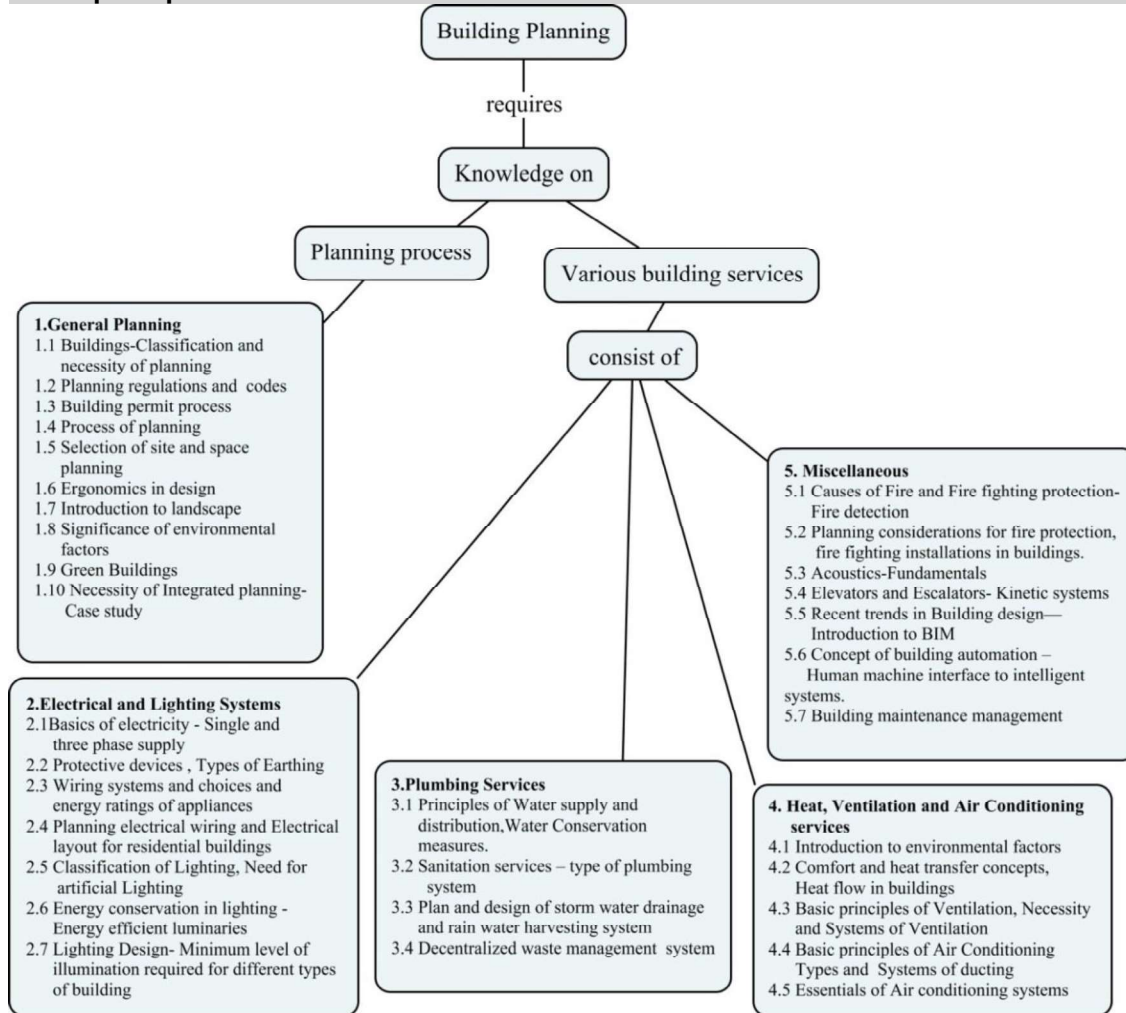 Building Planning
requires
Knowledge on
Planning process
Various building services
consist of
1.General Planning
1.1 Buildings-Classification and
necessity of planning
1.2 Planning regulations and codes
1.3 Building permit process
1.4 Process of planning
1.5 Selection of site and space
planning
1.6 Ergonomics in design
1.7 Introduction to landscape
1.8 Significance of environmental
factors
1.9 Green Buildings
1.10 Necessity of Integrated planning-
Case study
2.Electrical and Lighting Systems
2.1Basics of electricity - Single and
three phase supply
2.2 Protective devices , Types of Earthing
2.3 Wiring systems and choices and
energy ratings of appliances
2.4 Planning electrical wiring and Electrical
layout for residential buildings
2.5 Classification of Lighting, Need for
artificial Lighting
2.6 Energy conservation in lighting -
Energy efficient luminaries
2.7 Lighting Design- Minimum level of
illumination required for different types
of building
3.Plumbing Services
3.1 Principles of Water supply and
distribution,Water Conservation
measures.
3.2 Sanitation services – type of plumbing
system
3.3 Plan and design of storm water drainage
and rain water harvesting system
3.4 Decentralized waste management system
4. Heat, Ventilation and Air Conditioning
services
4.1 Introduction to environmental factors
4.2 Comfort and heat transfer concepts,
Heat flow in buildings
4.3 Basic principles of Ventilation, Necessity
and Systems of Ventilation
4.4 Basic principles of Air Conditioning
Types and Systems of ducting
4.5 Essentials of Air conditioning systems
5. Miscellaneous
5.1 Causes of Fire and Fire fighting protection-
Fire detection
5.2 Planning considerations for fire protection,
fire fighting installations in buildings.
5.3 Acoustics-Fundamentals
5.4 Elevators and Escalators- Kinetic systems
5.5 Recent trends in Building design—
Introduction to BIM
5.6 Concept of building automation –
Human machine interface to intelligent
systems.
5.7 Building maintenance management